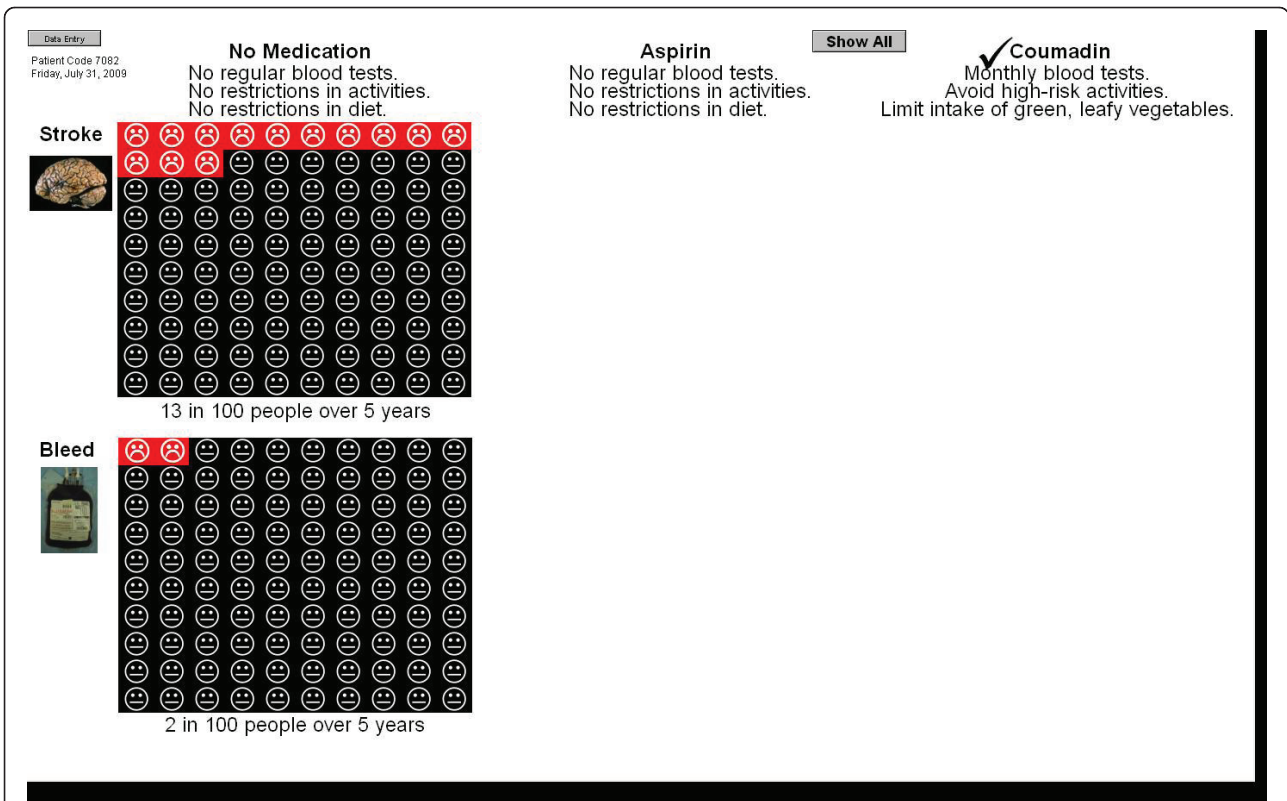 Data Entry
Patient Code 7082
Friday, July 31, 2009
No Medication
No regular blood tests.
No restrictions in activities.
No restrictions in diet.
Aspirin
No regular blood tests.
No restrictions in activities.
No restrictions in diet.
Show All
Coumadin
Monthly blood tests.
Avoid high-risk activities.
Limit intake of green, leafy vegetables.
Stroke
13 in 100 people over 5 years
Bleed
2 in 100 people over 5 years